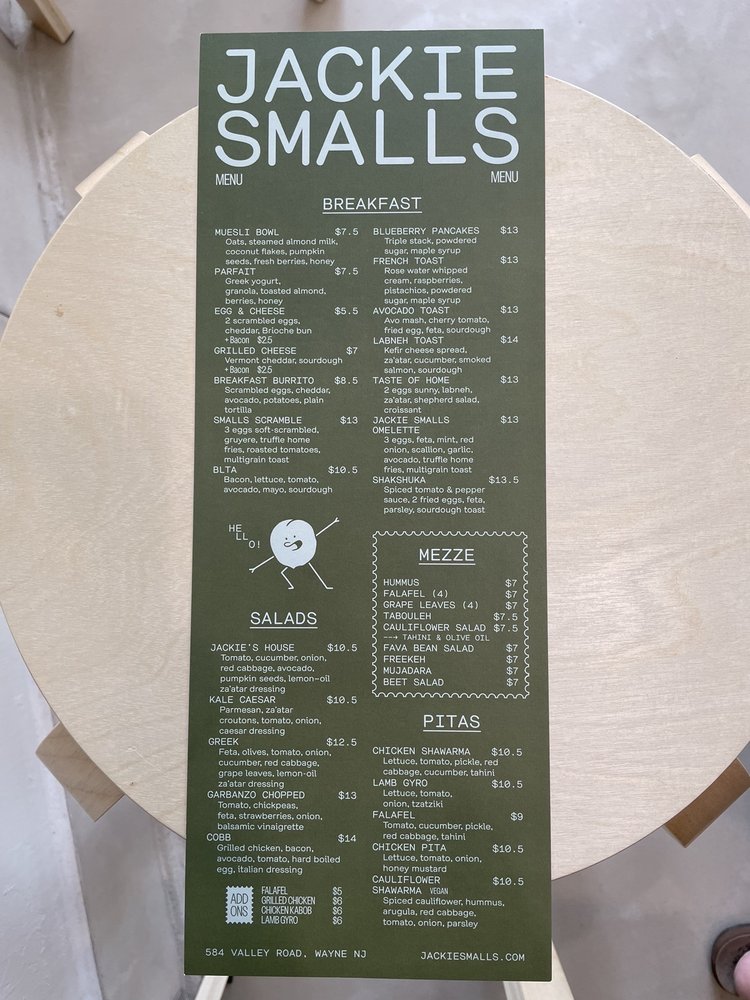 JACKIE
SMALLS
MENU MENU
BREAKFAST
MUESLI BOWL $7.5
Oats, steamed almond milk,
coconut flakes, pumpkin
seeds, fresh berries, honey
PARFAIT $7.5
Greek yogurt,
granola, toasted almond,
berries, honey
EGG & CHEESE $5.5
2 scrambled eggs,
cheddar, Brioche bun
+Bacon $2.5
GRILLED CHEESE $7
Vermont cheddar, sourdough
+Bacon $2.5
BREAKFAST BURRITO $8.5
Scrambled eggs, cheddar,
avocado, potatoes, plain
tortilla
SMALLS SCRAMBLE $13
3 eggs soft-scrambled,
gruyere, truffle home
fries, roasted tomatoes,
multigrain toast
BLTA $10.5
Bacon, lettuce, tomato,
avocado, mayo, sourdough
BLUEBERRY PANCAKES $13
Triple stack, powdered
sugar, maple syrup
FRENCH TOAST $13
Rose water whipped
cream, raspberries,
pistachios, powdered
sugar, maple syrup
AVOCADO TOAST $13
Avo mash, cherry tomato,
fried egg, feta, sourdough
LABNEH TOAST $14
Kefir cheese spread,
za'atar, cucumber, smoked
salmon, sourdough
TASTE OF HOME $13
2 eggs sunny, labneh,
za'atar, shepherd salad,
croissant
JACKIE SMALLS $13
OMELETTE
3 eggs, feta, mint, red
onion, scallion, garlic,
avocado, truffle home
fries, multigrain toast
SHAKSHUKA $13.5
Spiced tomato & pepper
sauce, 2 fried eggs, feta,
parsley, sourdough toast
HE
LL
O!
SALADS
JACKIE'S HOUSE $10.5
Tomato, cucumber, onion,
red cabbage, avocado,
pumpkin seeds, lemon-oil
za'atar dressing
KALE CAESAR $10.5
Parmesan, za'atar
croutons, tomato, onion,
caesar dressing
GREEK $12.5
Feta, olives, tomato, onion,
cucumber, red cabbage,
grape leaves, lemon-oil
za'atar dressing
GARBANZO CHOPPED $13
Tomato, chickpeas,
feta, strawberries, onion,
balsamic vinaigrette
COBB $14
Grilled chicken, bacon,
avocado, tomato, hard boiled
egg, italian dressing
ADD
ONS
FALAFEL $5
GRILLED CHICKEN $6
CHICKEN KABOB $6
LAMB GYRO $6
MEZZE
HUMMUS $7
FALAFEL (4) $7
GRAPE LEAVES (4) $7
TABOULEH $7.5
CAULIFLOWER SALAD $7.5
--→ TAHINI & OLIVE OIL
FAVA BEAN SALAD $7
FREEKEH $7
MUJADARA $7
BEET SALAD $7
PITAS
CHICKEN SHAWARMA $10.5
Lettuce, tomato, pickle, red
cabbage, cucumber, tahini
LAMB GYRO $10.5
Lettuce, tomato,
onion, tzatziki
FALAFEL $9
Tomato, cucumber, pickle,
red cabbage, tahini
CHICKEN PITA $10.5
Lettuce, tomato, onion,
honey mustard
CAULIFLOWER $10.5
SHAWARMA VEGAN
Spiced cauliflower, hummus,
arugula, red cabbage,
tomato, onion, parsley
584 VALLEY ROAD, WAYNE NJ JACKIESMALLS.COM